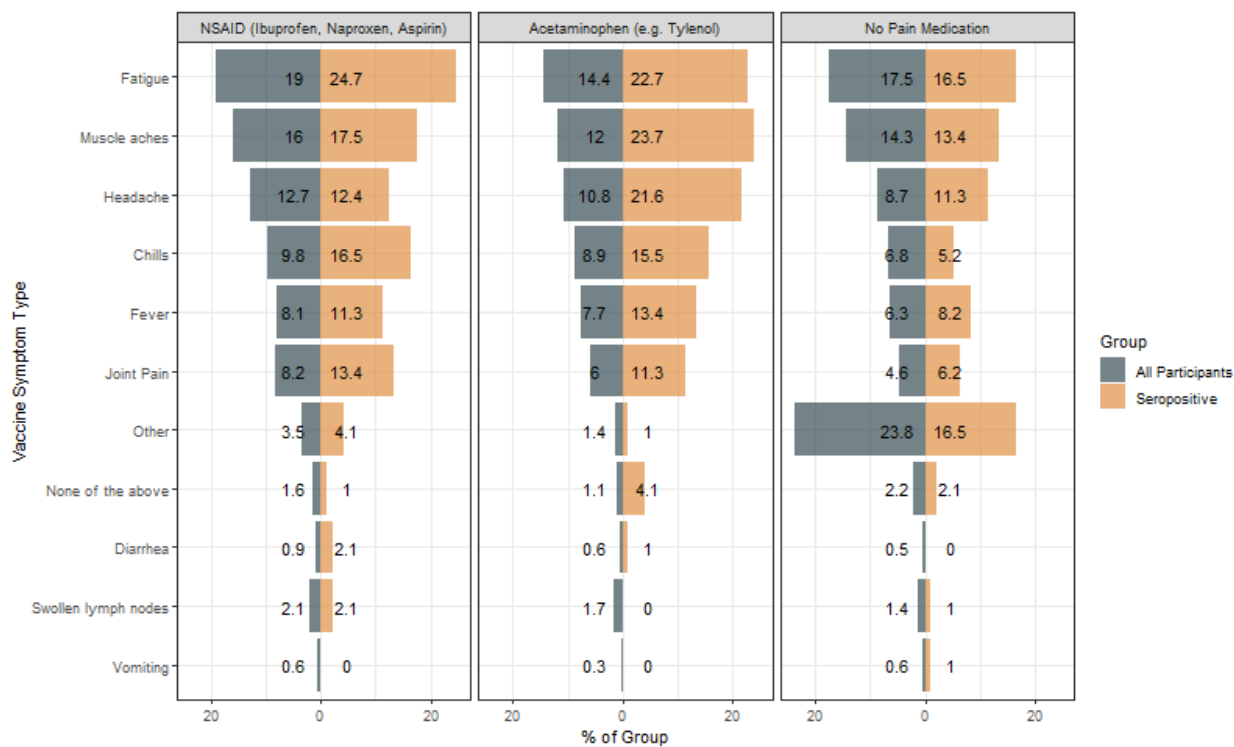 NSAID (Ibuprofen, Naproxen, Aspirin)
Acetaminophen (e.g. Tylenol)
No Pain Medication
Vaccine Symptom Type
Fatigue 19 24.7 14.4 22.7 17.5 16.5
Muscle aches 16 17.5 12 23.7 14.3 13.4
Headache 12.7 12.4 10.8 21.6 8.7 11.3
Chills 9.8 16.5 8.9 15.5 6.8 5.2
Fever 8.1 11.3 7.7 13.4 6.3 8.2
Joint Pain 8.2 13.4 6 11.3 4.6 6.2
Other 3.5 4.1 1.4 1 23.8 16.5
None of the above 1.6 1 1.1 4.1 2.2 2.1
Diarrhea 0.9 2.1 0.6 1 0.5 0
Swollen lymph nodes 2.1 2.1 1.7 0 1.4 1
Vomiting 0.6 0 0.3 0 0.6 1
20 0 20 20 0 20 20 0 20
% of Group
Group
All Participants
Seropositive